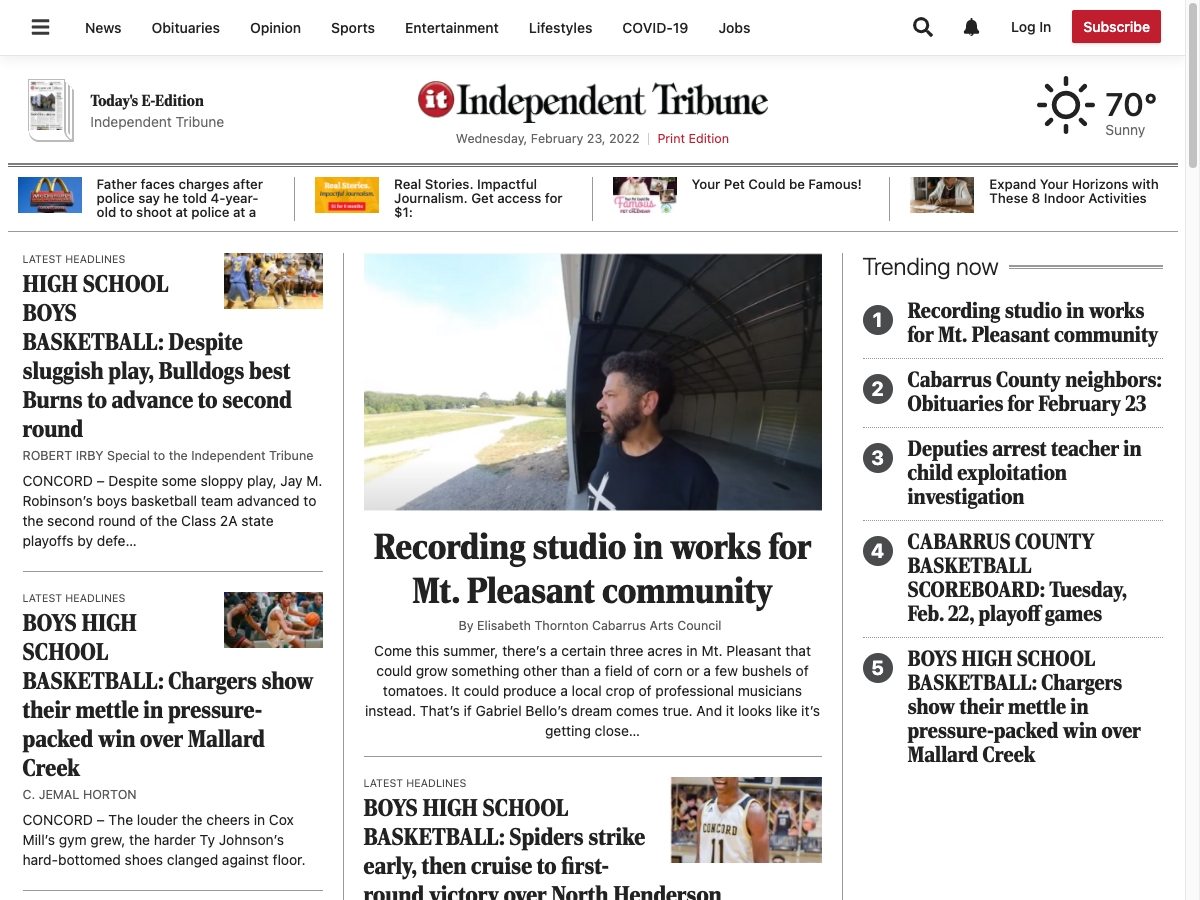 News Obituaries Opinion Sports Entertainment Lifestyles COVID-19 Jobs Log In Subscribe
Today's E-Edition
Independent Tribune
it Independent Tribune
Wednesday, February 23, 2022 | Print Edition
70°
Sunny
Father faces charges after
police say he told 4-year-
old to shoot at police at a
Real Stories.
Impactful Journalism.
Real Stories. Impactful
Journalism. Get access for
$1:
Famous
PET CALENDAR
Your Pet Could be Famous!
Expand Your Horizons with
These 8 Indoor Activities
LATEST HEADLINES
HIGH SCHOOL
BOYS
BASKETBALL: Despite
sluggish play, Bulldogs best
Burns to advance to second
round
ROBERT IRBY Special to the Independent Tribune
CONCORD – Despite some sloppy play, Jay M.
Robinson’s boys basketball team advanced to
the second round of the Class 2A state
playoffs by defe...
LATEST HEADLINES
BOYS HIGH
SCHOOL
BASKETBALL: Chargers show
their mettle in pressure-
packed win over Mallard
Creek
C. JEMAL HORTON
CONCORD – The louder the cheers in Cox
Mill’s gym grew, the harder Ty Johnson’s
hard-bottomed shoes clanged against floor.
Recording studio in works for
Mt. Pleasant community
By Elisabeth Thornton Cabarrus Arts Council
Come this summer, there’s a certain three acres in Mt. Pleasant that
could grow something other than a field of corn or a few bushels of
tomatoes. It could produce a local crop of professional musicians
instead. That’s if Gabriel Bello’s dream comes true. And it looks like it’s
getting close...
LATEST HEADLINES
BOYS HIGH SCHOOL
BASKETBALL: Spiders strike
early, then cruise to first-
round victory over North Henderson
CONCORD
11
Trending now
1 Recording studio in works
for Mt. Pleasant community
2 Cabarrus County neighbors:
Obituaries for February 23
3 Deputies arrest teacher in
child exploitation
investigation
4 CABARRUS COUNTY
BASKETBALL
SCOREBOARD: Tuesday,
Feb. 22, playoff games
5 BOYS HIGH SCHOOL
BASKETBALL: Chargers
show their mettle in
pressure-packed win over
Mallard Creek